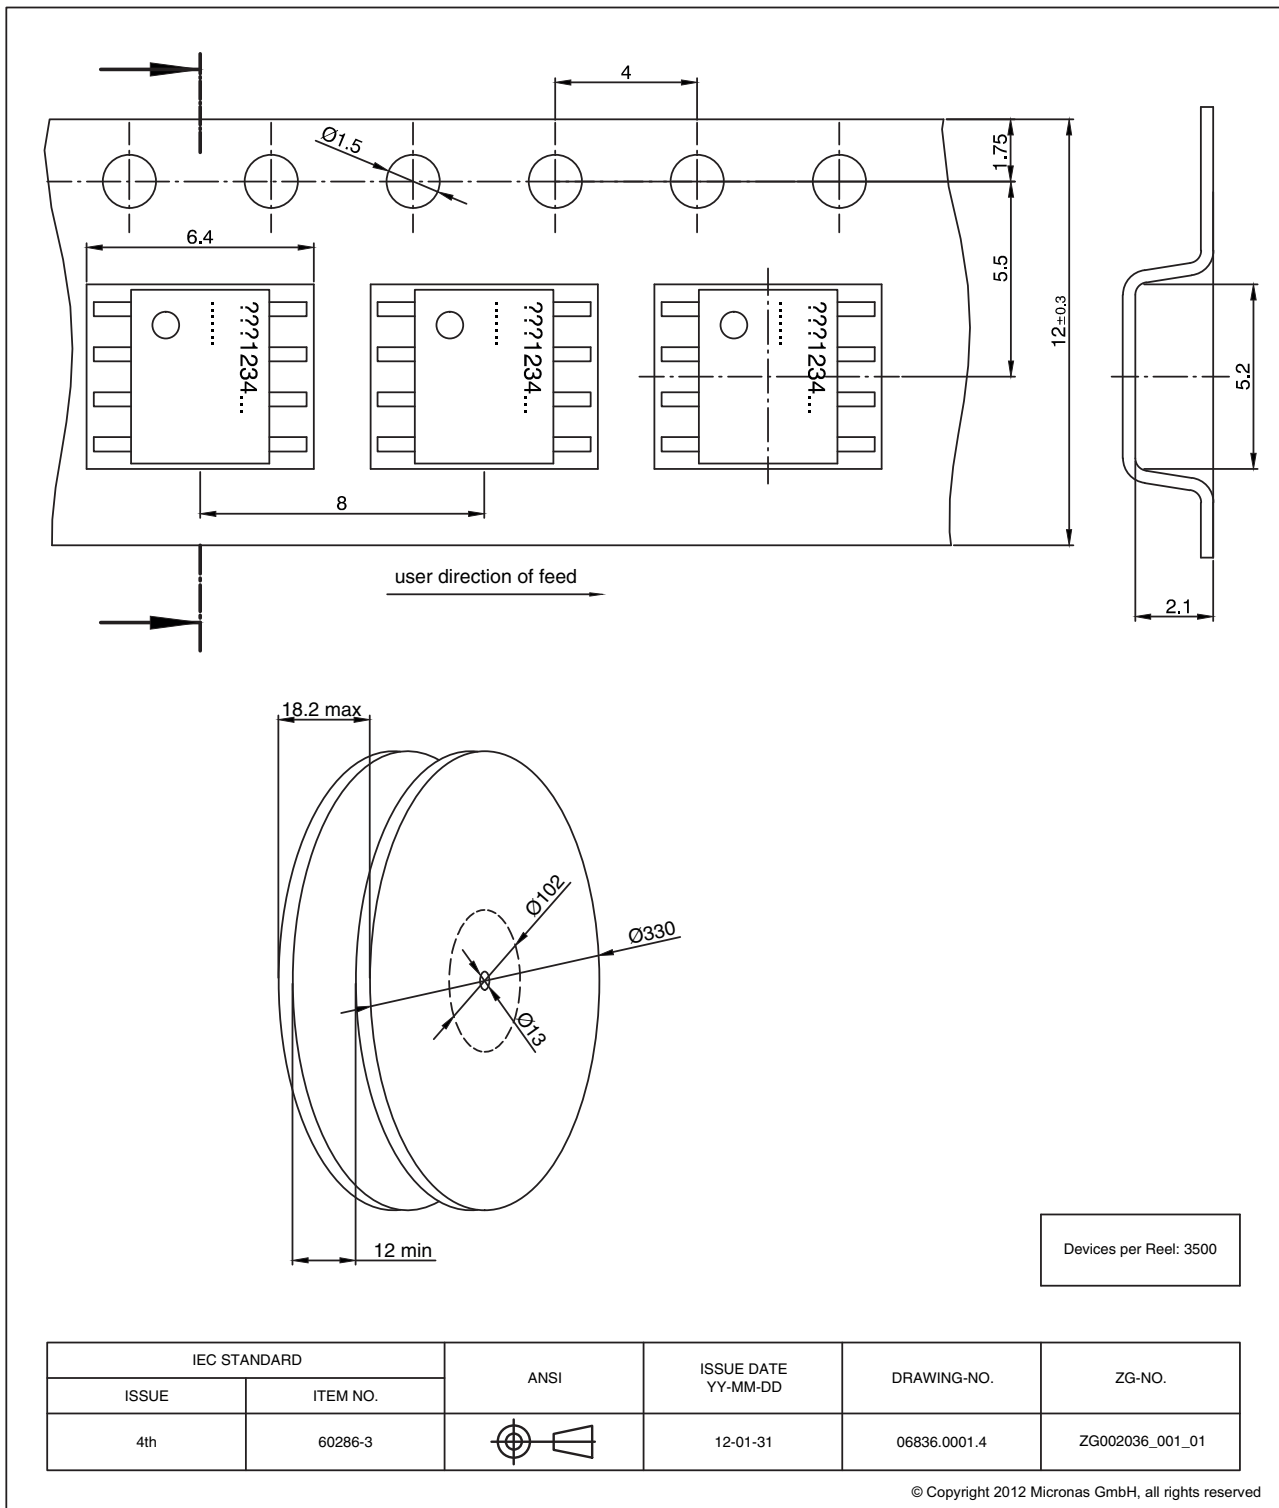 4
Ø1.5
1.75
6.4
5.5
12±0.3
???1234...
......
???1234...
......
???1234...
......
5.2
8
user direction of feed
2.1
18.2 max
Ø102
Ø330
Ø13
12 min
Devices per Reel: 3500
IEC STANDARD
ANSI
ISSUE DATE
YY-MM-DD
DRAWING-NO.
ZG-NO.
ISSUE
ITEM NO.
4th
60286-3
12-01-31
06836.0001.4
ZG002036_001_01
© Copyright 2012 Micronas GmbH, all rights reserved